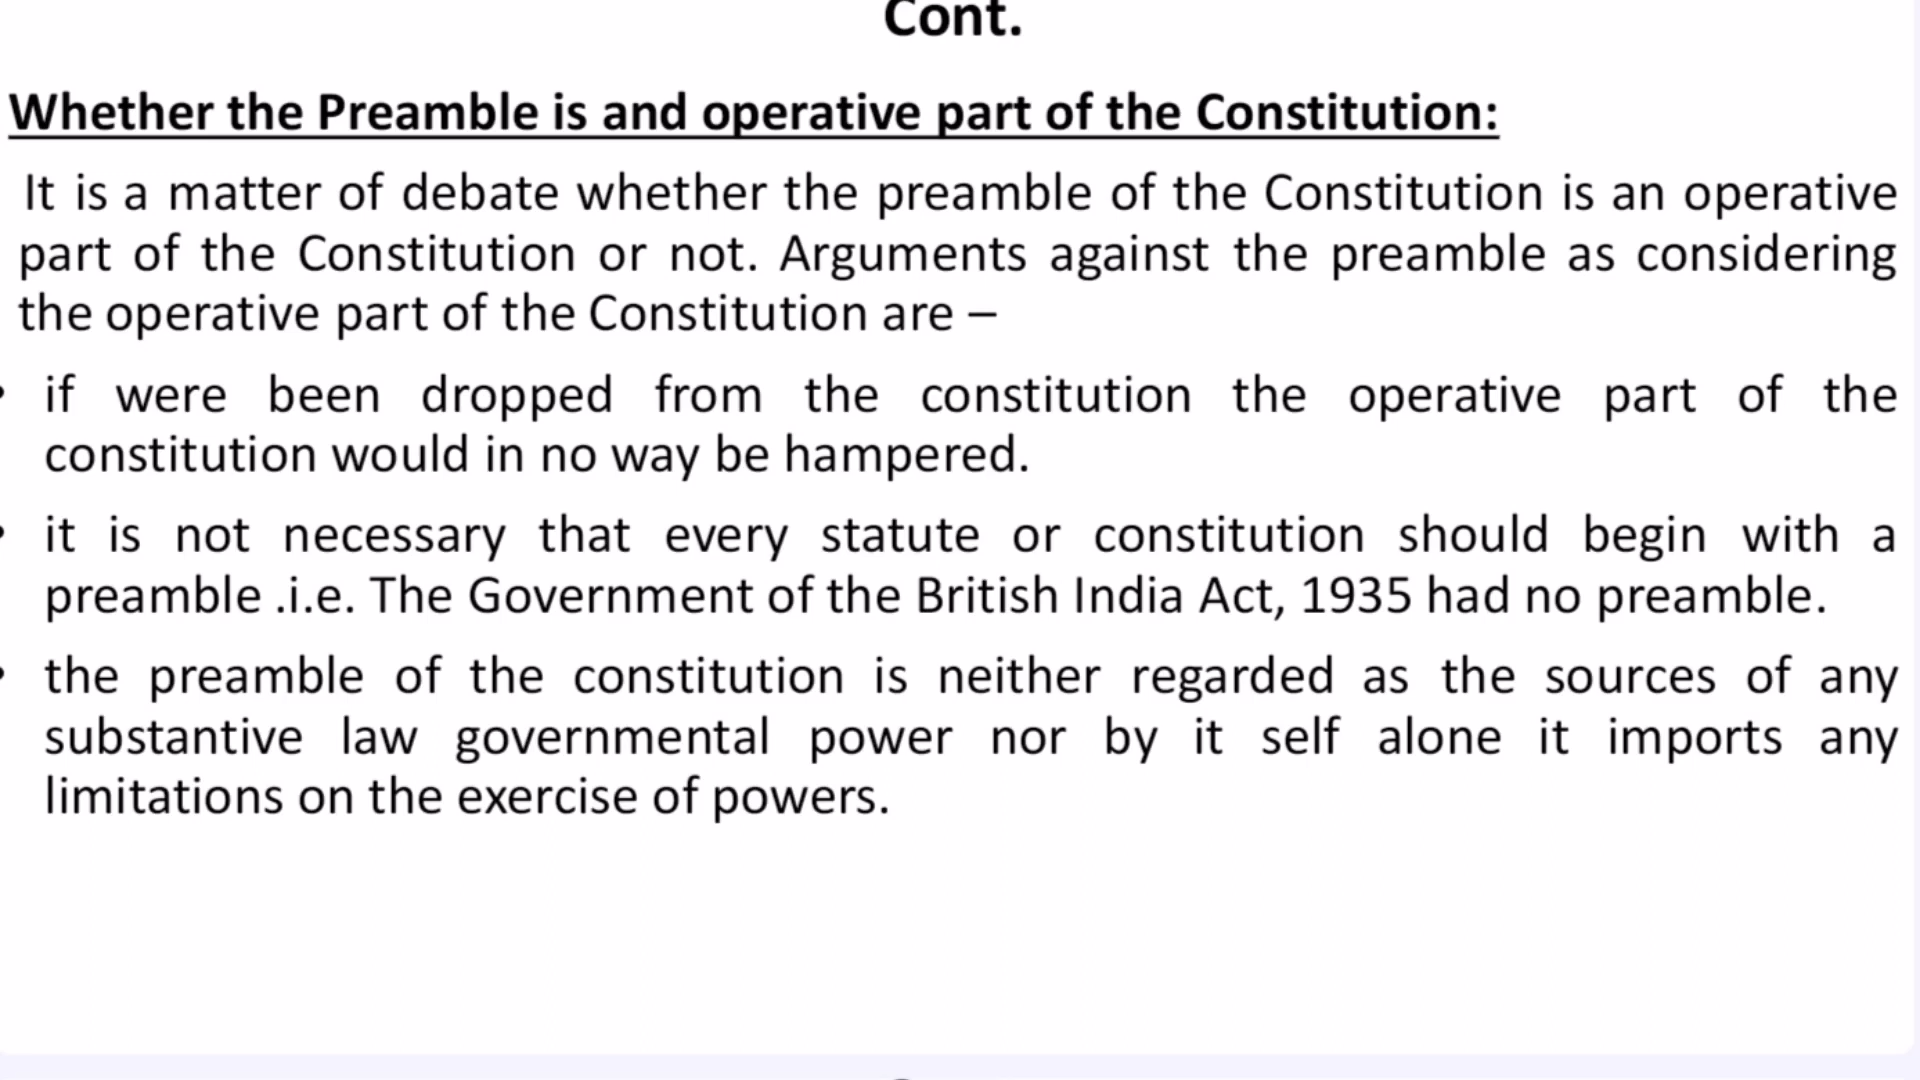 Cont.
Whether the Preamble is and operative part of the Constitution:
It is a matter of debate whether the preamble of the Constitution is an operative
part of the Constitution or not. Arguments against the preamble as considering
the operative part of the Constitution are –
• if were been dropped from the constitution the operative part of the
constitution would in no way be hampered.
• it is not necessary that every statute or constitution should begin with a
preamble .i.e. The Government of the British India Act, 1935 had no preamble.
• the preamble of the constitution is neither regarded as the sources of any
substantive law governmental power nor by it self alone it imports any
limitations on the exercise of powers.